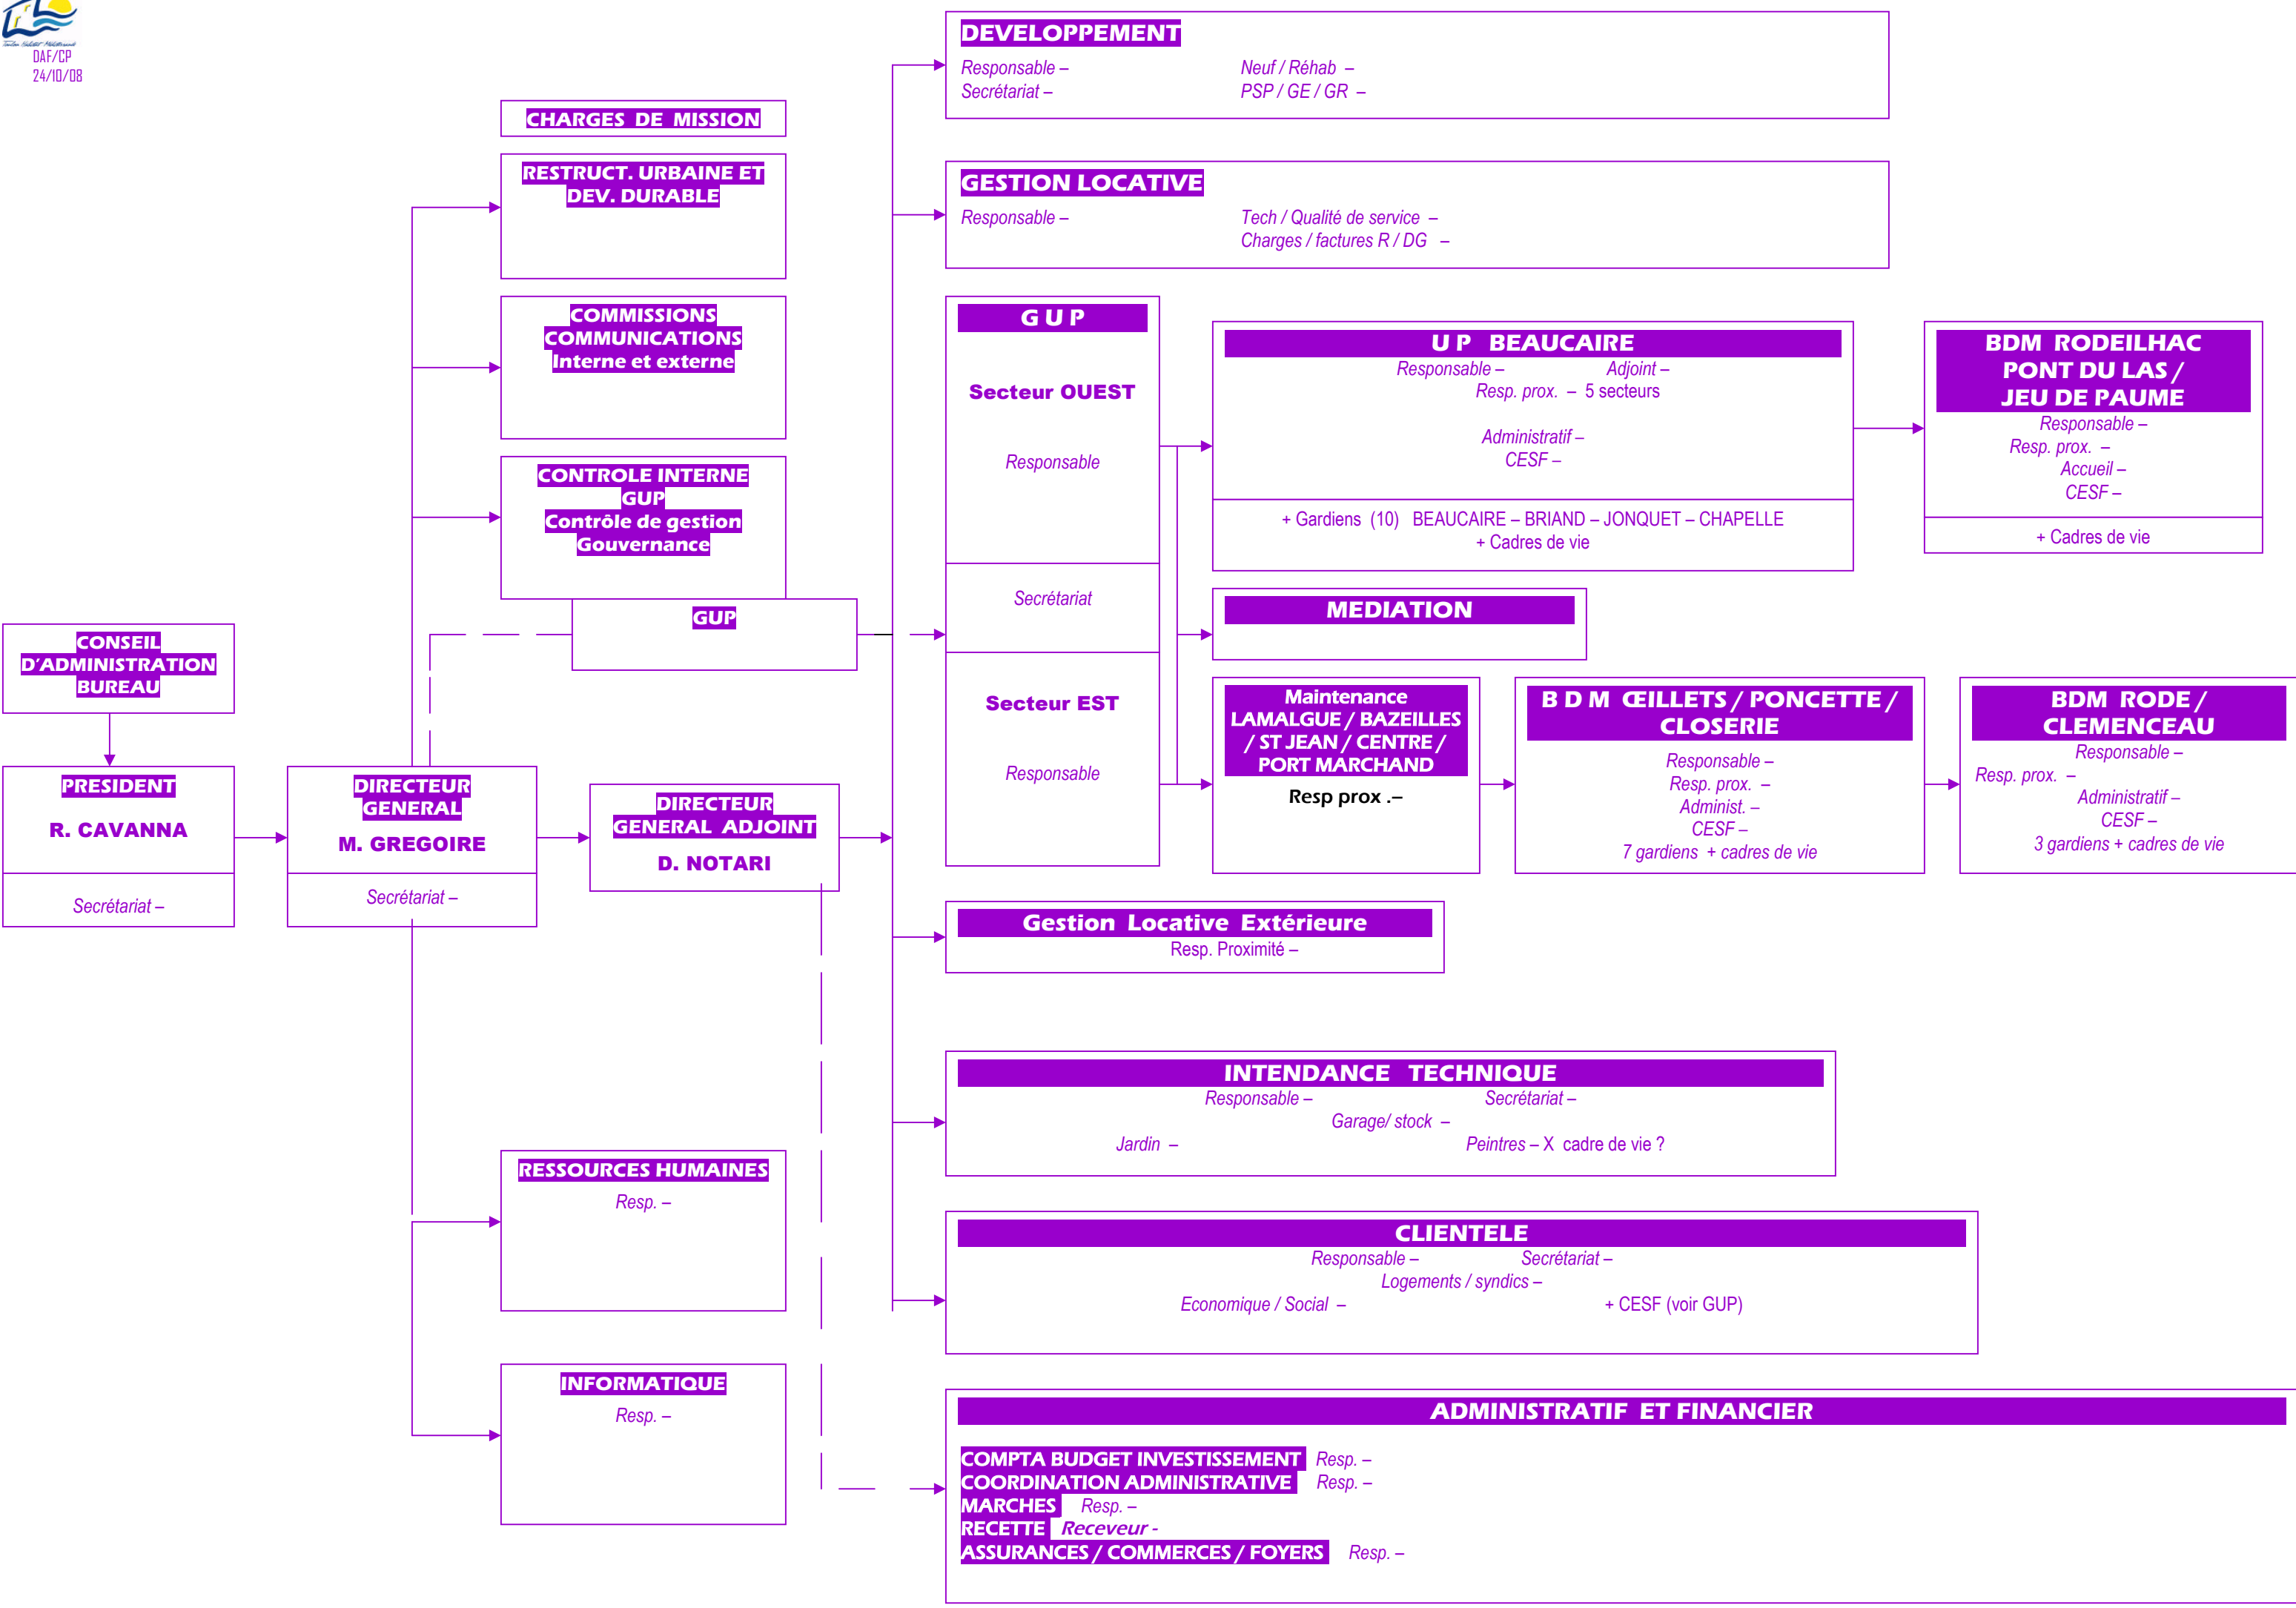 Toulon Habitat Méditerranée
DAF/CP
24/10/08
CONSEIL
D'ADMINISTRATION
BUREAU
PRESIDENT
R. CAVANNA
Secrétariat –
DIRECTEUR
GENERAL
M. GREGOIRE
Secrétariat –
DIRECTEUR
GENERAL ADJOINT
D. NOTARI
CHARGES DE MISSION
RESTRUCT. URBAINE ET
DEV. DURABLE
COMMISSIONS
COMMUNICATIONS
Interne et externe
CONTROLE INTERNE
GUP
Contrôle de gestion
Gouvernance
GUP
RESSOURCES HUMAINES
Resp. –
INFORMATIQUE
Resp. –
DEVELOPPEMENT
Responsable – Neuf / Réhab –
Secrétariat – PSP / GE / GR –
GESTION LOCATIVE
Responsable – Tech / Qualité de service –
Charges / factures R / DG –
G U P
Secteur OUEST
Responsable
Secrétariat
Secteur EST
Responsable
U P BEAUCAIRE
Responsable – Adjoint –
Resp. prox. – 5 secteurs
Administratif –
CESF –
+ Gardiens (10) BEAUCAIRE – BRIAND – JONQUET – CHAPELLE
+ Cadres de vie
BDM RODEILHAC
PONT DU LAS /
JEU DE PAUME
Responsable –
Resp. prox. –
Accueil –
CESF –
+ Cadres de vie
MEDIATION
Maintenance
LAMALGUE / BAZEILLES
/ ST JEAN / CENTRE /
PORT MARCHAND
Resp prox .–
B D M ŒILLETS / PONCETTE /
CLOSERIE
Responsable –
Resp. prox. –
Administ. –
CESF –
7 gardiens + cadres de vie
BDM RODE /
CLEMENCEAU
Responsable –
Resp. prox. –
Administratif –
CESF –
3 gardiens + cadres de vie
Gestion Locative Extérieure
Resp. Proximité –
INTENDANCE TECHNIQUE
Responsable – Secrétariat –
Garage/ stock –
Jardin – Peintres – X cadre de vie ?
CLIENTELE
Responsable – Secrétariat –
Logements / syndics –
Economique / Social – + CESF (voir GUP)
ADMINISTRATIF ET FINANCIER
COMPTA BUDGET INVESTISSEMENT Resp. –
COORDINATION ADMINISTRATIVE Resp. –
MARCHES Resp. –
RECETTE Receveur -
ASSURANCES / COMMERCES / FOYERS Resp. –